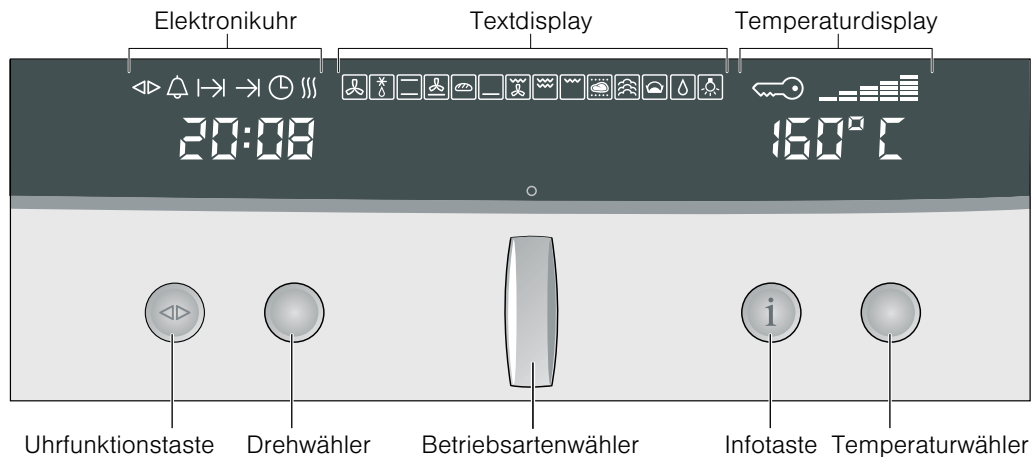 Elektronikuhr Textdisplay Temperaturdisplay
20:08 160°C
i
Uhrfunktionstaste Drehwähler Betriebsartenwähler Infotaste Temperaturwähler